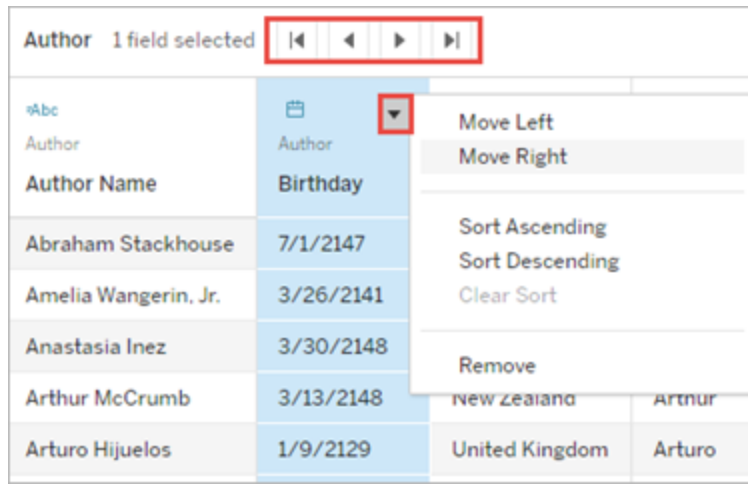 Author 1 field selected
Abc
Author Author
Author Name Birthday
Move Left
Move Right
Sort Ascending
Sort Descending
Clear Sort
Remove
Abraham Stackhouse 7/1/2147
Amelia Wangerin, Jr. 3/26/2141
Anastasia Inez 3/30/2148
Arthur McCrumb 3/13/2148 New Zealand Arthur
Arturo Hijuelos 1/9/2129 United Kingdom Arturo